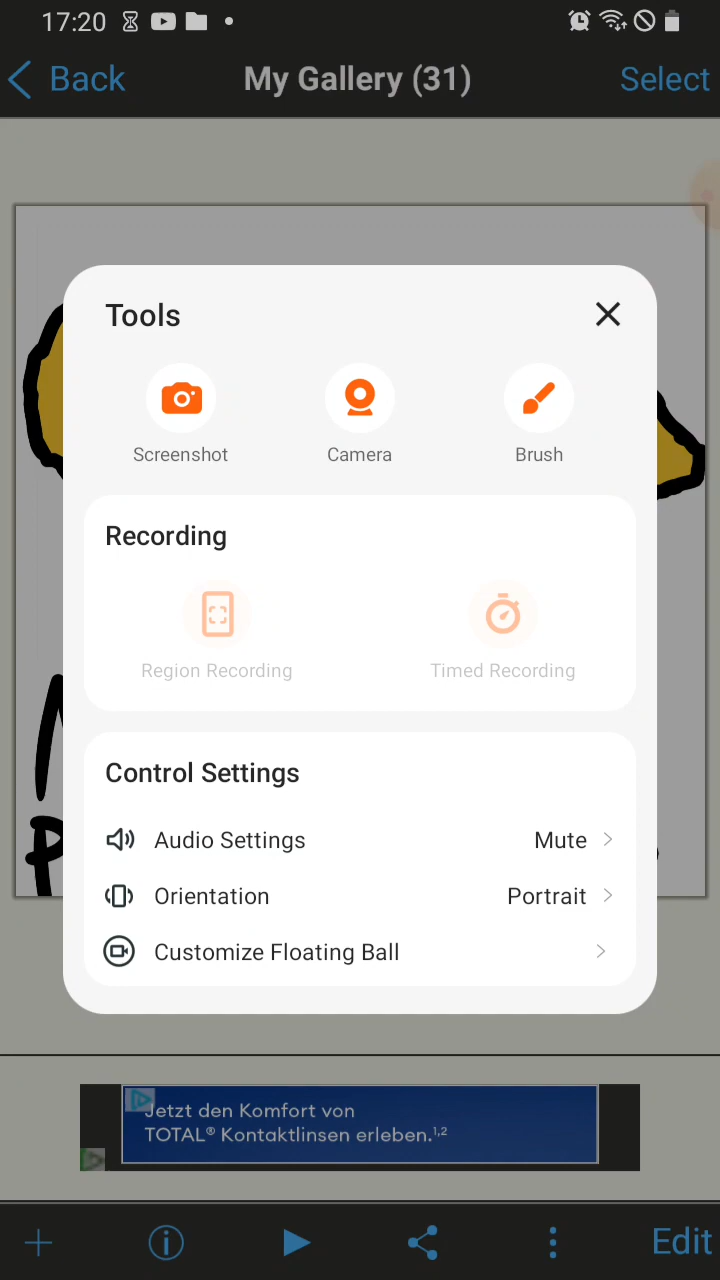 17:20
Back My Gallery (31) Select
Tools
Screenshot Camera Brush
Recording
Region Recording Timed Recording
Control Settings
Audio Settings Mute
Orientation Portrait
Customize Floating Ball
Jetzt den Komfort von
TOTAL® Kontaktlinsen erleben.¹,²
Edit